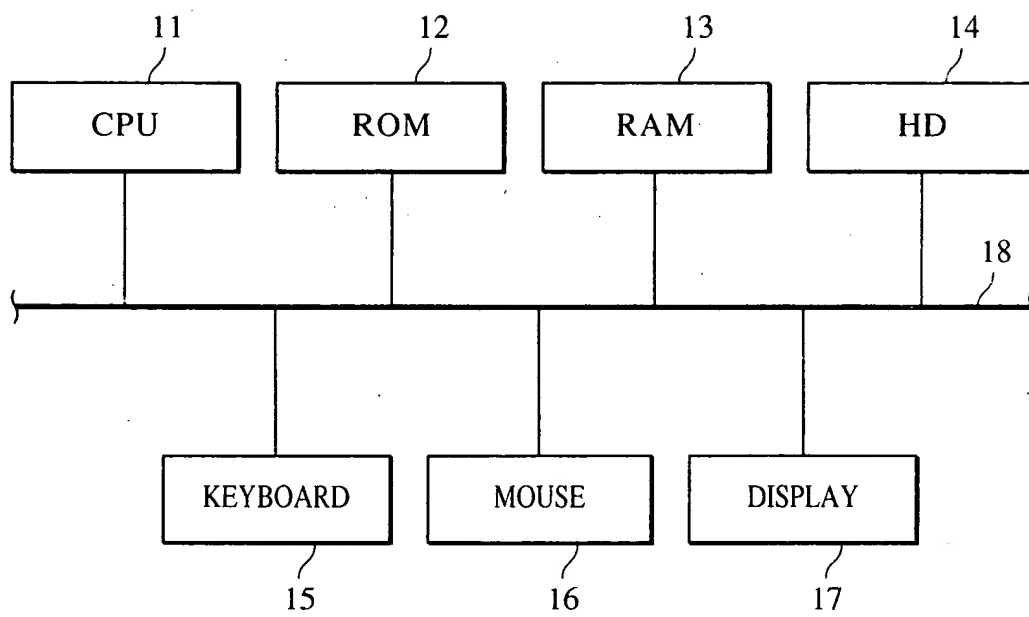 11 12 13 14
CPU ROM RAM HD
18
KEYBOARD MOUSE DISPLAY
15 16 17